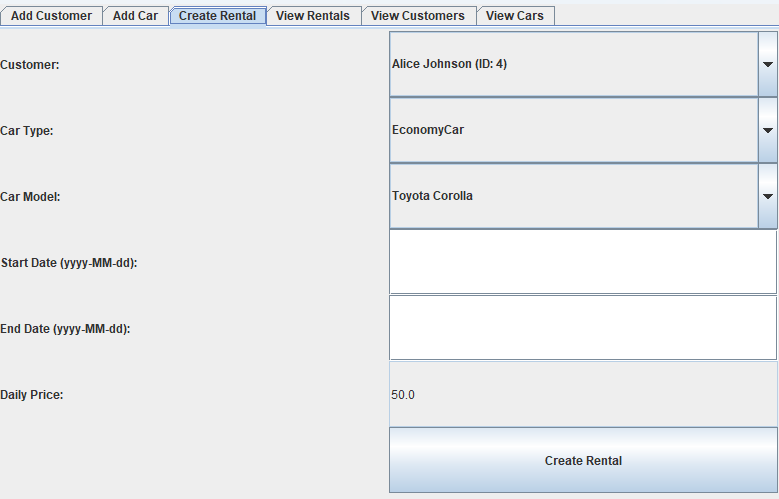 Add Customer Add Car Create Rental View Rentals View Customers View Cars
Customer: Alice Johnson (ID: 4)
Car Type: EconomyCar
Car Model: Toyota Corolla
Start Date (yyyy-MM-dd):
End Date (yyyy-MM-dd):
Daily Price: 50.0
Create Rental